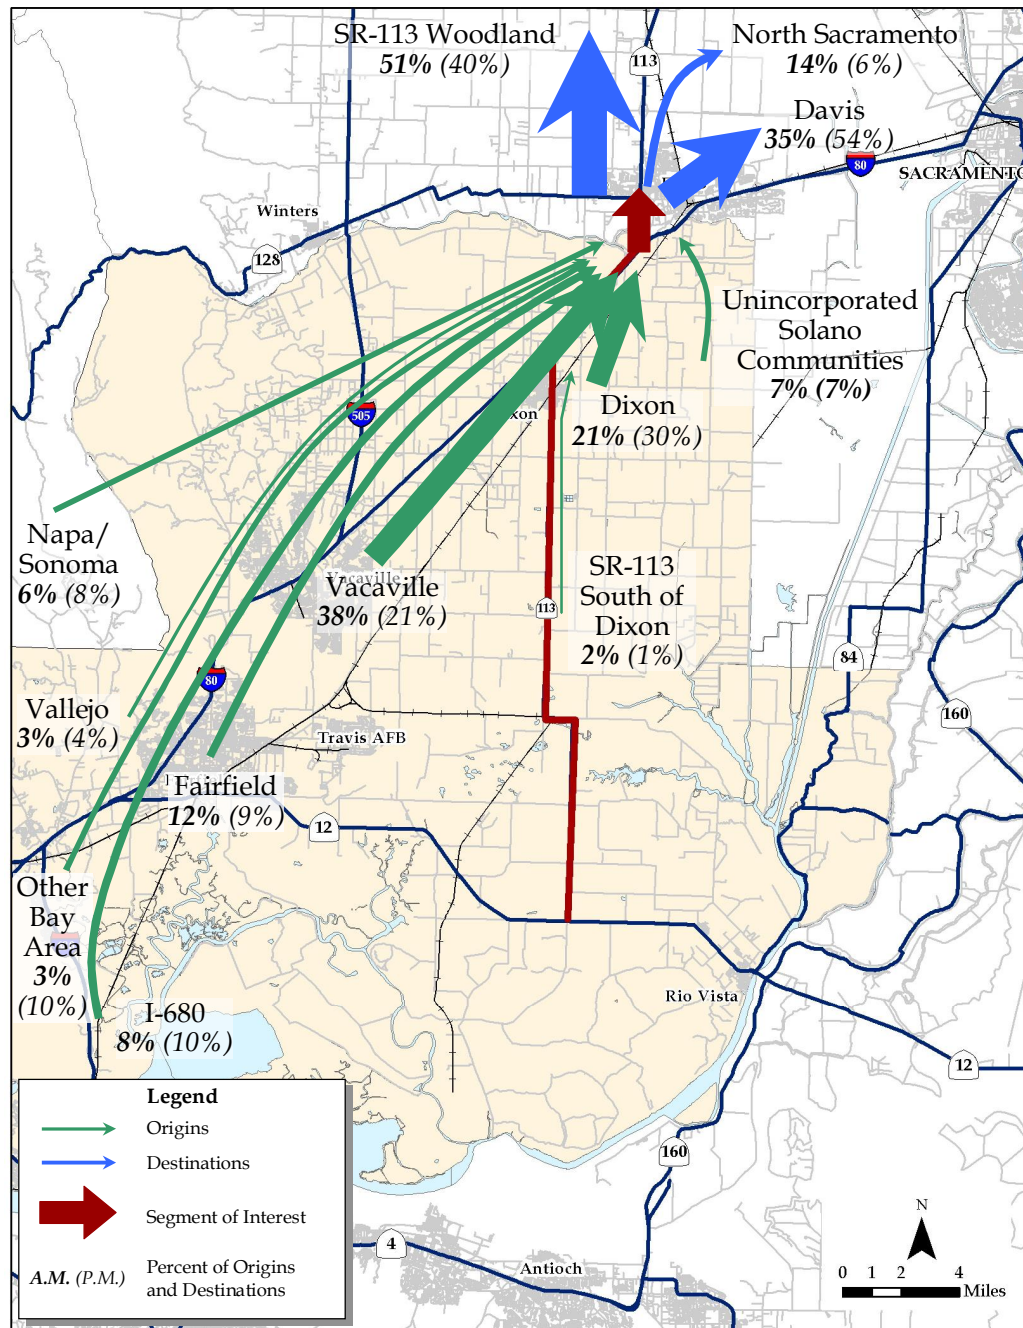 SR-113 Woodland
51% (40%)
113
North Sacramento
14% (6%)
Davis
35% (54%)
80
SACRAMENTO
Winters
128
Unincorporated
Solano
Communities
7% (7%)
505
Dixon
21% (30%)
Napa/
Sonoma
6% (8%)
Vacaville
Vacaville
38% (21%)
SR-113
South of
Dixon
2% (1%)
113
84
80
160
Vallejo
3% (4%)
Travis AFB
Fairfield
12% (9%)
12
Other
Bay
Area
3%
(10%)
I-680
8% (10%)
Rio Vista
12
160
Legend
Origins
Destinations
Segment of Interest
A.M. (P.M.)
Percent of Origins
and Destinations
4
Antioch
N
0 1 2 4
Miles